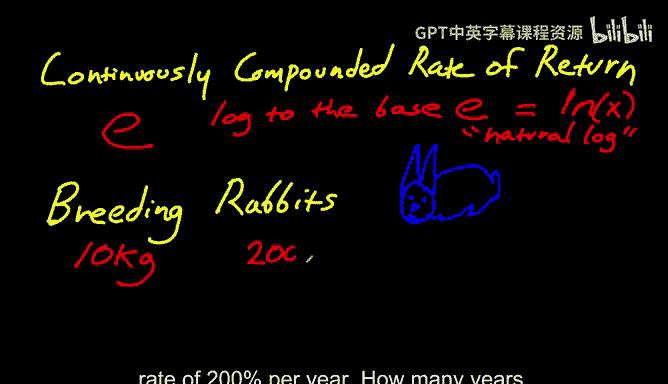 GPT中英字幕课程资源 bilibili
Continuously Compounded Rate of Return
e log to the base e = ln(x)
"natural log"
Breeding Rabbits
10kg 200
rate of 200% per year. How many years